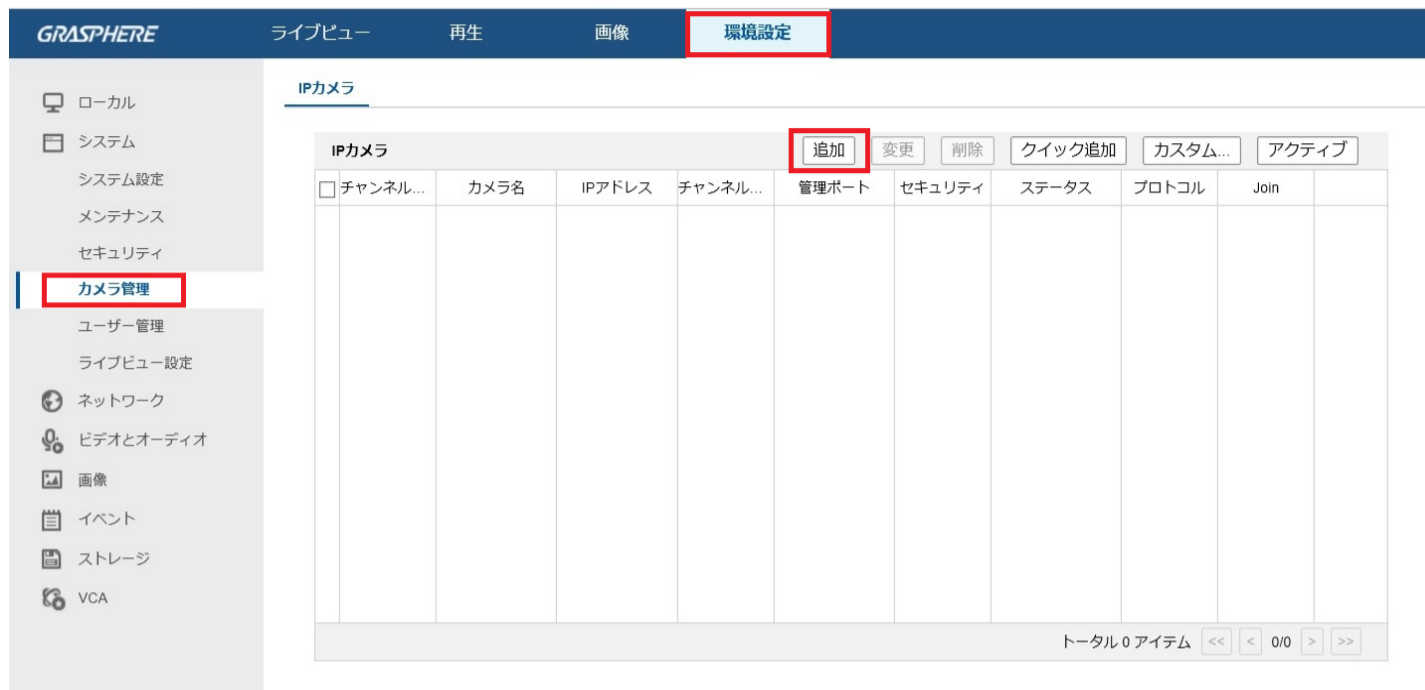 GRASPHERE ライブビュー 再生 画像 環境設定
ローカル
システム
システム設定
メンテナンス
セキュリティ
カメラ管理
ユーザー管理
ライブビュー設定
ネットワーク
ビデオとオーディオ
画像
イベント
ストレージ
VCA
IPカメラ
IPカメラ 追加 変更 削除 クイック追加 カスタム... アクティブ
チャンネル... カメラ名 IPアドレス チャンネル... 管理ポート セキュリティ ステータス プロトコル Join
トータル 0 アイテム << < 0/0 > >>